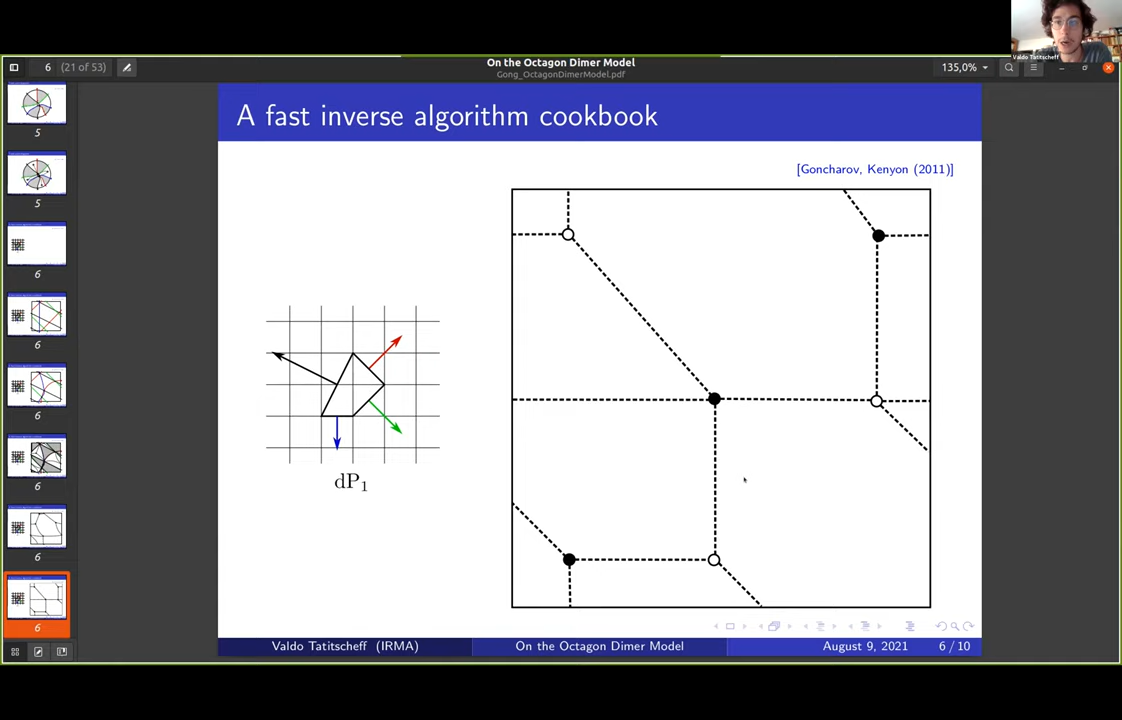 Valdo Tatitscheff
6 (21 of 53)
On the Octagon Dimer Model
Gong_OctagonDimerModel.pdf
135,0%
A fast inverse algorithm cookbook
[Goncharov, Kenyon (2011)]
dP1
5
5
6
6
6
6
6
6
Valdo Tatitscheff (IRMA)
On the Octagon Dimer Model
August 9, 2021
6 / 10